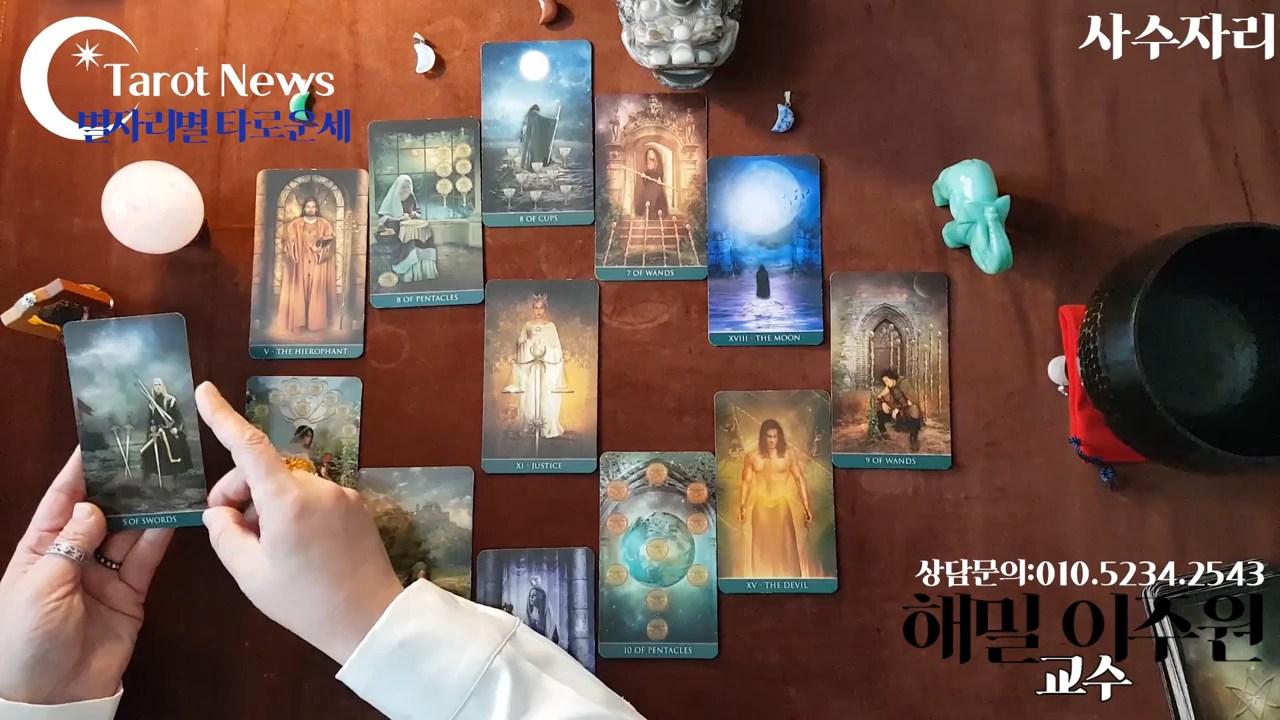 사수자리
Tarot News
별자리별 타로운세
8 OF CUPS
7 OF WANDS
8 OF PENTACLES
V - THE HIEROPHANT
XVIII - THE MOON
XI - JUSTICE
9 OF WANDS
5 OF SWORDS
XV - THE DEVIL
10 OF PENTACLES
상담문의:010.5234.2543
해밀 이수원
교수